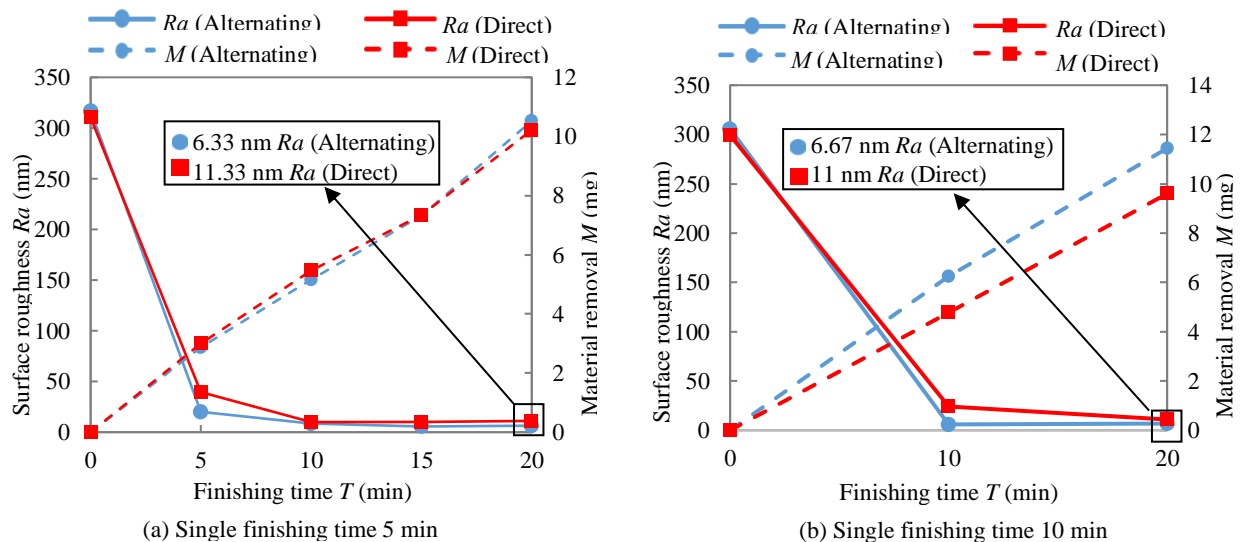 Ra (Alternating)
Ra (Direct)
M (Alternating)
M (Direct)
350
300
250
200
150
100
50
0
Surface roughness Ra (nm)
12
10
8
6
4
2
0
Material removal M (mg)
6.33 nm Ra (Alternating)
11.33 nm Ra (Direct)
0 5 10 15 20
Finishing time T (min)
(a) Single finishing time 5 min
Ra (Alternating)
Ra (Direct)
M (Alternating)
M (Direct)
350
300
250
200
150
100
50
0
Surface roughness Ra (nm)
14
12
10
8
6
4
2
0
Material removal M (mg)
6.67 nm Ra (Alternating)
11 nm Ra (Direct)
0 10 20
Finishing time T (min)
(b) Single finishing time 10 min